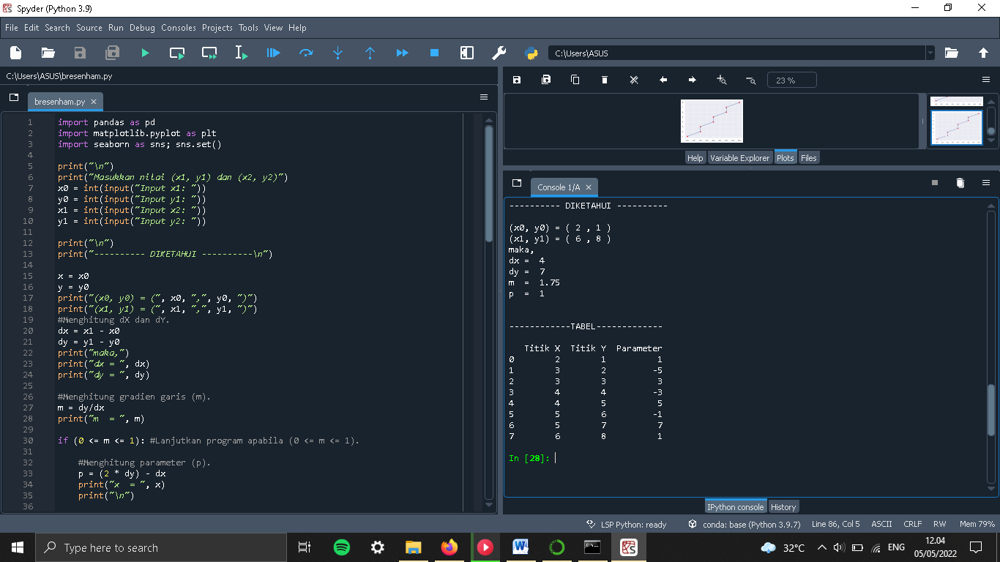 Spyder (Python 3.9)
File Edit Search Source Run Debug Consoles Projects Tools View Help
C:\Users\ASUS
C:\Users\ASUS\bresenham.py
bresenham.py
1 import pandas as pd
2 import matplotlib.pyplot as plt
3 import seaborn as sns; sns.set()
4
5 print("\n")
6 print("Masukkan nilai (x1, y1) dan (x2, y2)")
7 x0 = int(input("Input x1: "))
8 y0 = int(input("Input y1: "))
9 x1 = int(input("Input x2: "))
10 y1 = int(input("Input y2: "))
11
12 print("\n")
13 print("---------- DIKETAHUI ----------\n")
14
15 x = x0
16 y = y0
17 print("(x0, y0) = (", x0, ",", y0, ")")
18 print("(x1, y1) = (", x1, ",", y1, ")")
19 #Menghitung dX dan dY.
20 dx = x1 - x0
21 dy = y1 - y0
22 print("maka,")
23 print("dx = ", dx)
24 print("dy = ", dy)
25
26 #Menghitung gradien garis (m).
27 m = dy/dx
28 print("m  = ", m)
29
30 if (0 <= m <= 1): #Lanjutkan program apabila (0 <= m <= 1).
31
32     #Menghitung parameter (p).
33     p = (2 * dy) - dx
34     print("x  = ", x)
35     print("\n")
36
23 %
Help Variable Explorer Plots Files
Console 1/A
---------- DIKETAHUI ----------
(x0, y0) = ( 2 , 1 )
(x1, y1) = ( 6 , 8 )
maka,
dx =  4
dy =  7
m  =  1.75
p  =  1
------------TABEL-------------
Titik X  Titik Y  Parameter
0 2 1 1
1 3 2 -5
2 3 3 3
3 4 4 -3
4 4 5 5
5 5 6 -1
6 5 7 7
7 6 8 1
In [28]:
IPython console History
LSP Python: ready conda: base (Python 3.9.7) Line 86, Col 5 ASCII CRLF RW Mem 79%
Type here to search
32°C ENG 12.04
05/05/2022